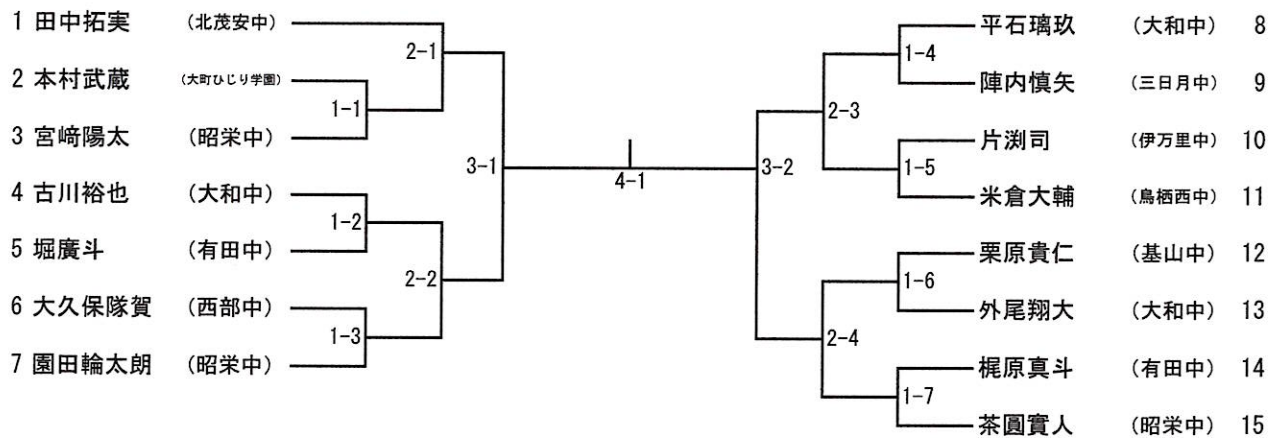 1 田中拓実 (北茂安中)
2-1
2 本村武蔵 (大町ひじり学園)
1-1
3 宮﨑陽太 (昭栄中)
3-1
4 古川裕也 (大和中)
1-2
5 堀廣斗 (有田中)
2-2
6 大久保隊賀 (西部中)
1-3
7 園田輪太朗 (昭栄中)
4-1
平石璃玖 (大和中) 8
1-4
陣内慎矢 (三日月中) 9
2-3
片渕司 (伊万里中) 10
1-5
米倉大輔 (鳥栖西中) 11
3-2
栗原貴仁 (基山中) 12
1-6
外尾翔大 (大和中) 13
2-4
梶原真斗 (有田中) 14
1-7
茶圓實人 (昭栄中) 15